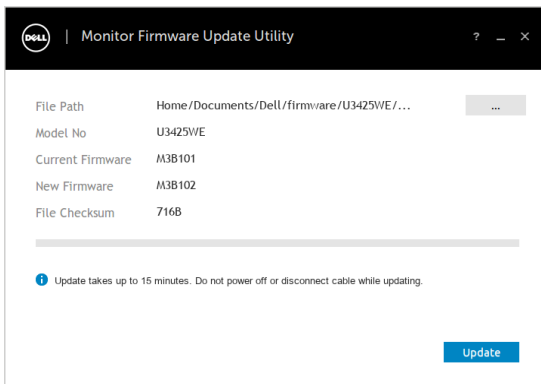 DELL | Monitor Firmware Update Utility ? _ ×
File Path Home/Documents/Dell/firmware/U3425WE/... ...
Model No U3425WE
Current Firmware M3B101
New Firmware M3B102
File Checksum 716B
Update takes up to 15 minutes. Do not power off or disconnect cable while updating.
Update